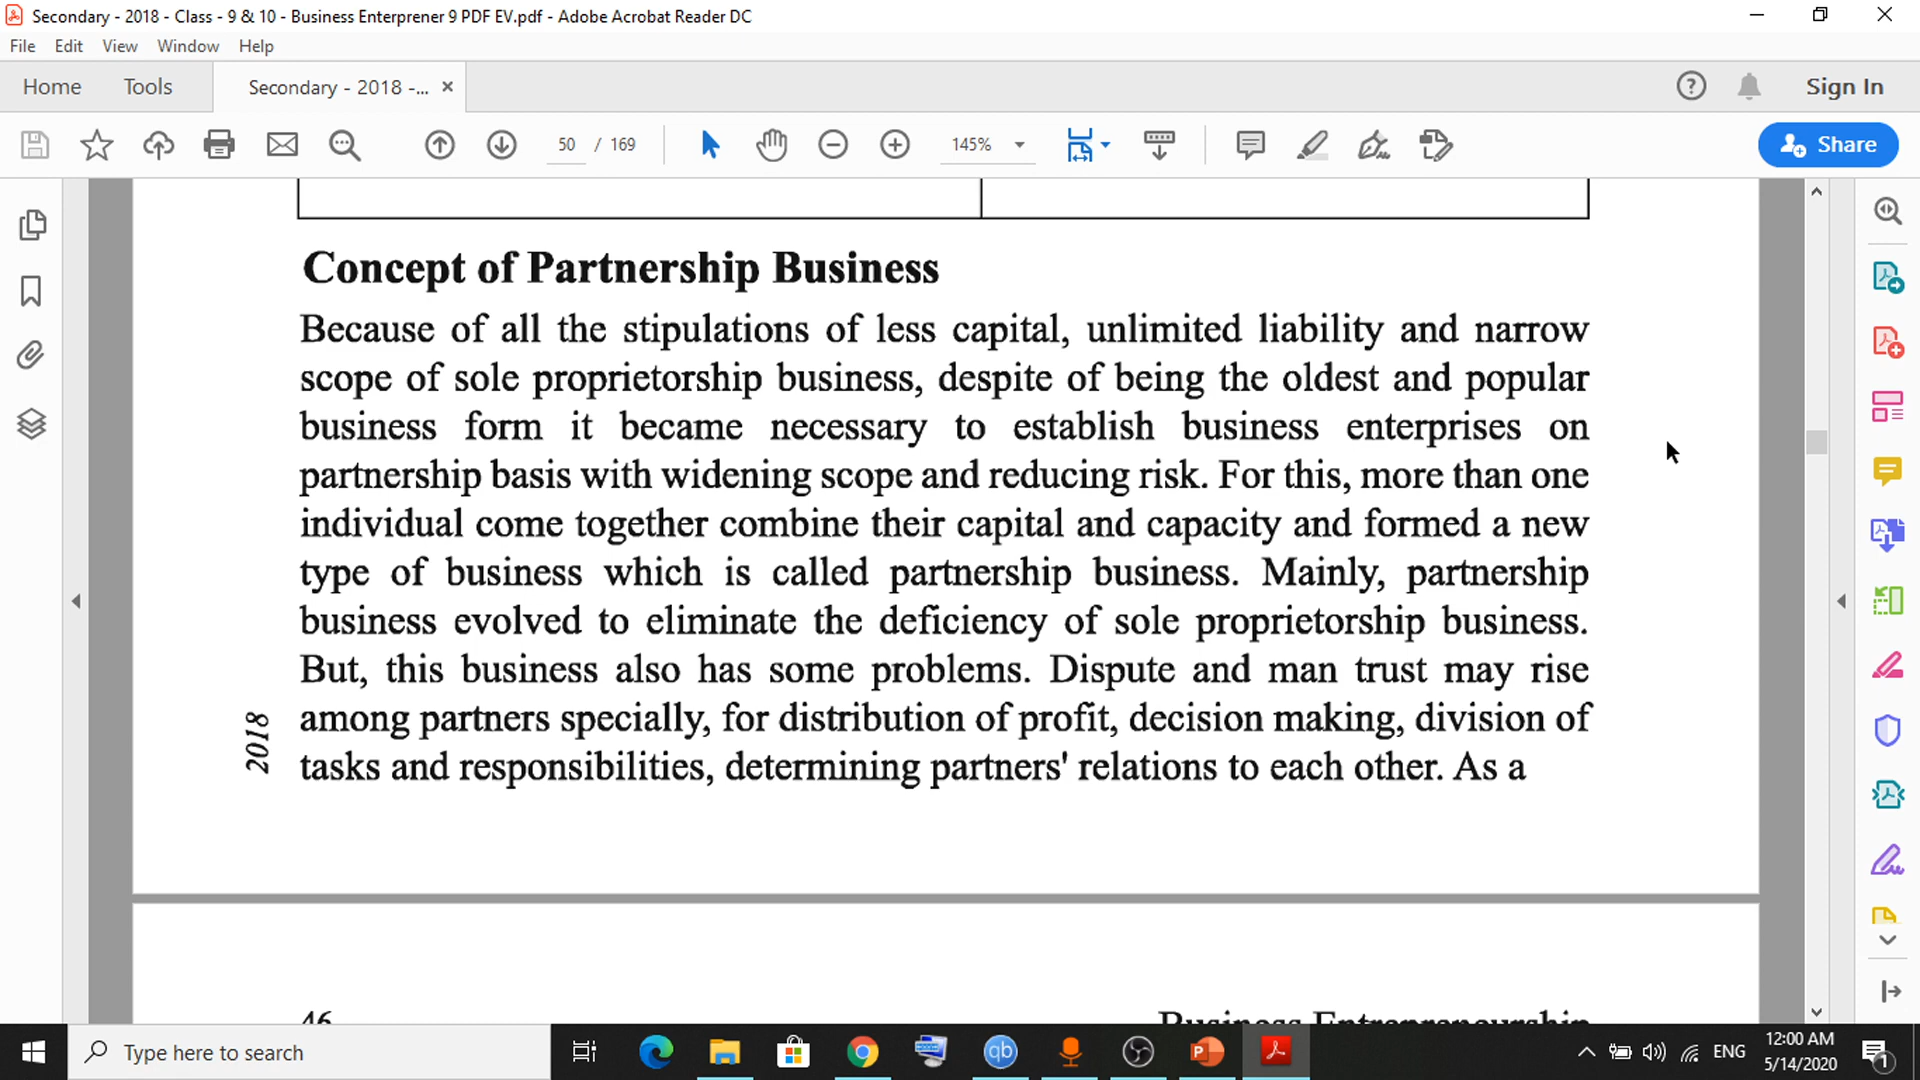 Secondary - 2018 - Class - 9 & 10 - Business Enterprener 9 PDF EV.pdf - Adobe Acrobat Reader DC
File Edit View Window Help
Home Tools Secondary - 2018 -... × Sign In
50 / 169 145% Share
Concept of Partnership Business
Because of all the stipulations of less capital, unlimited liability and narrow
scope of sole proprietorship business, despite of being the oldest and popular
business form it became necessary to establish business enterprises on
partnership basis with widening scope and reducing risk. For this, more than one
individual come together combine their capital and capacity and formed a new
type of business which is called partnership business. Mainly, partnership
business evolved to eliminate the deficiency of sole proprietorship business.
But, this business also has some problems. Dispute and man trust may rise
among partners specially, for distribution of profit, decision making, division of
tasks and responsibilities, determining partners' relations to each other. As a
2018
46 Business Entrepreneurship
Type here to search
ENG
12:00 AM
5/14/2020
1